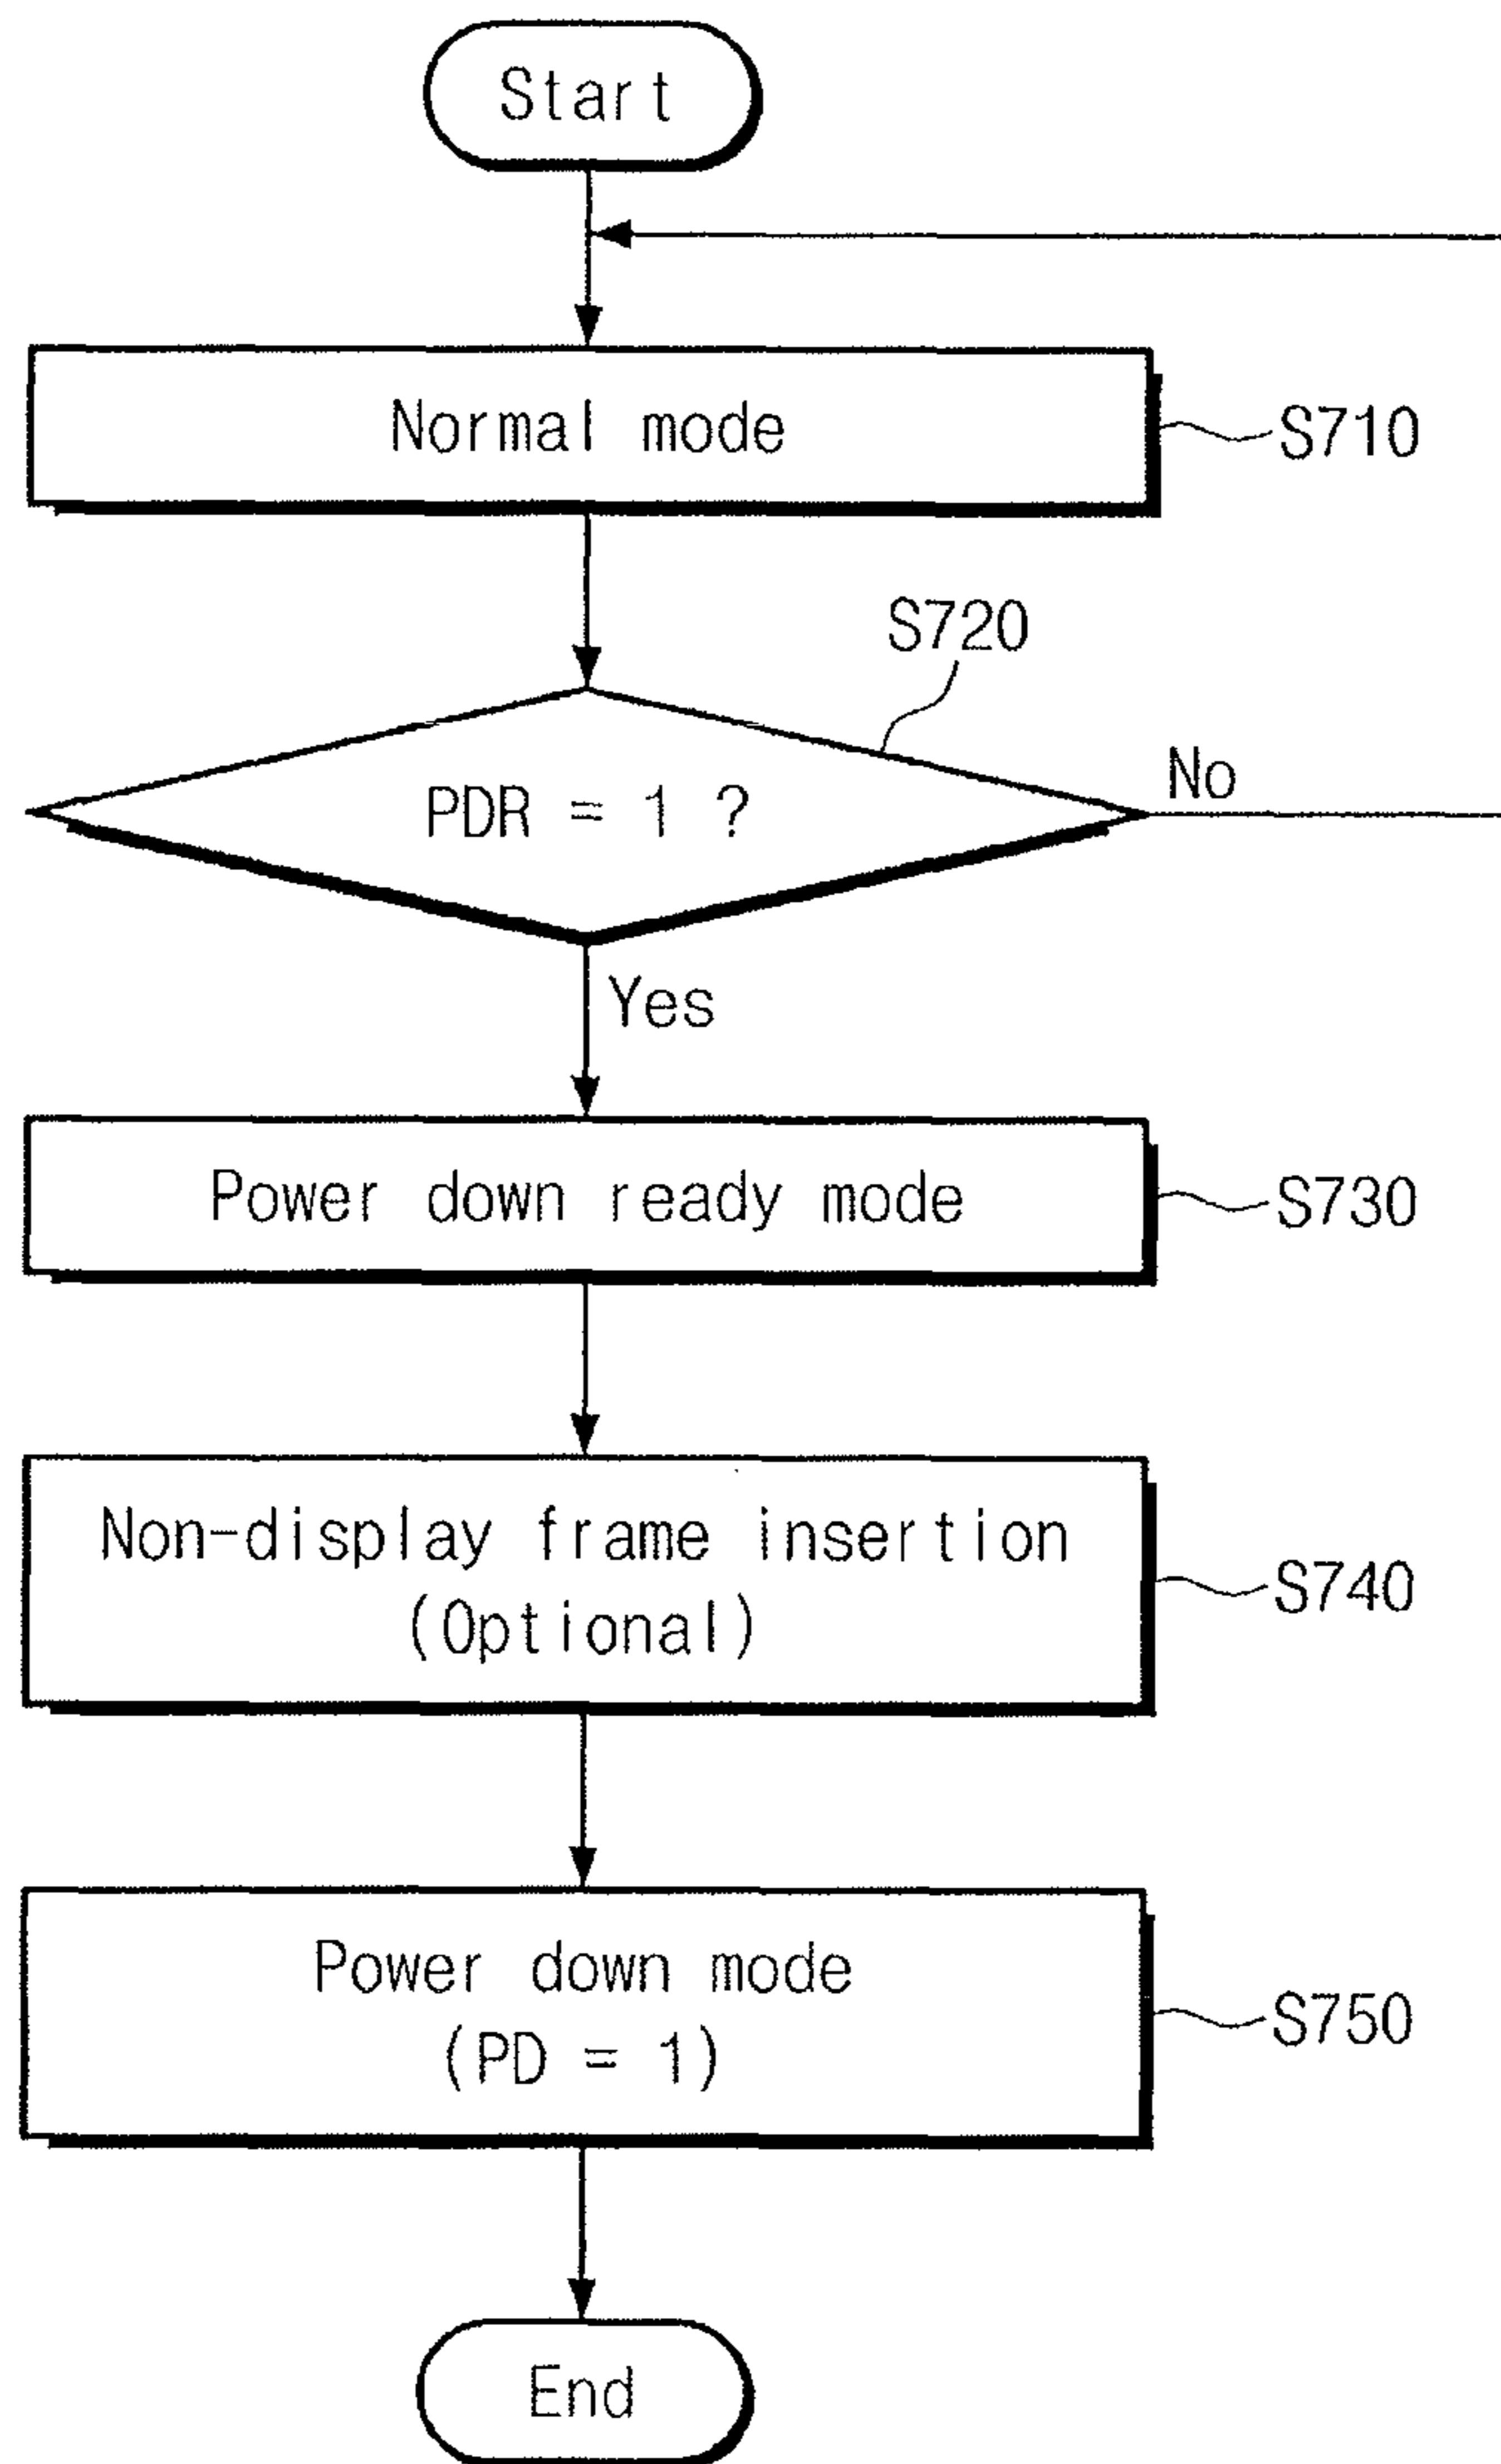 Start
Normal mode
S710
S720
PDR = 1 ?
No
Yes
Power down ready mode
S730
Non-display frame insertion
(Optional)
S740
Power down mode
(PD = 1)
S750
End